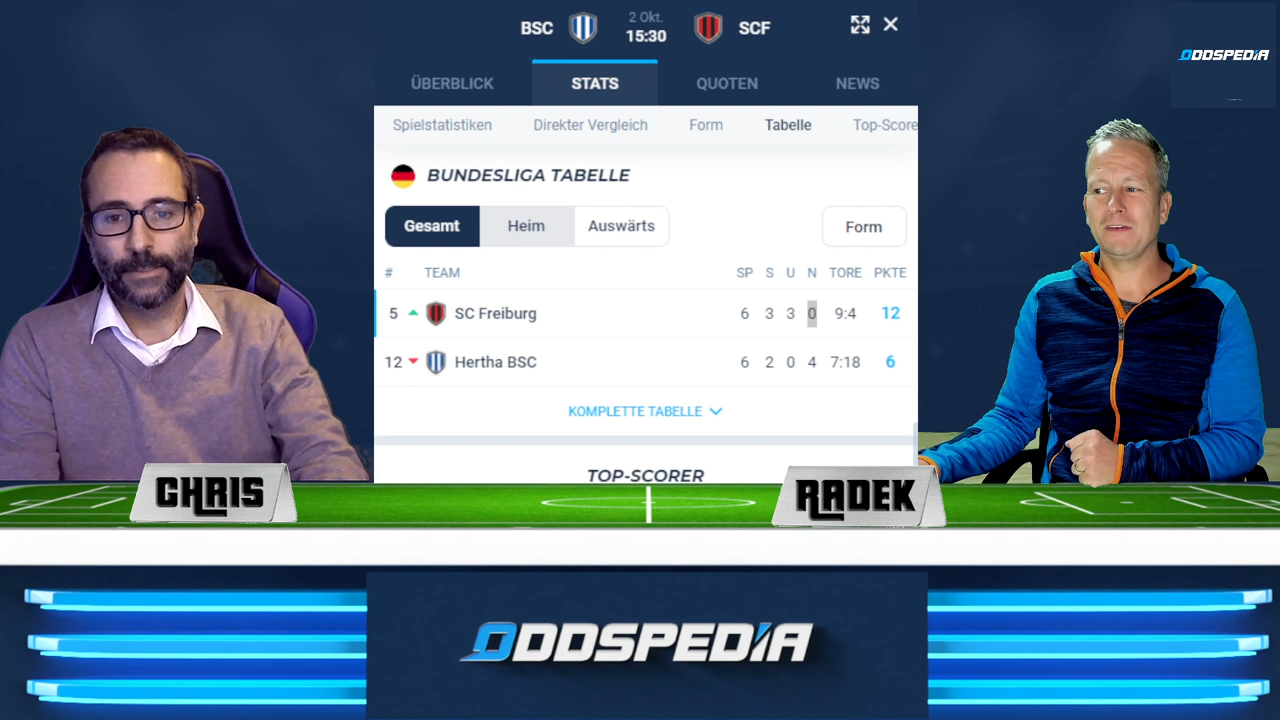 BSC 2 Okt. 15:30 SCF
ODDSPEDIA
ÜBERBLICK STATS QUOTEN NEWS
Spielstatistiken Direkter Vergleich Form Tabelle Top-Score
BUNDESLIGA TABELLE
Gesamt Heim Auswärts Form
# TEAM SP S U N TORE PKTE
5 SC Freiburg 6 3 3 0 9:4 12
12 Hertha BSC 6 2 0 4 7:18 6
KOMPLETTE TABELLE
TOP-SCORER
CHRIS
RADEK
ODDSPEDIA